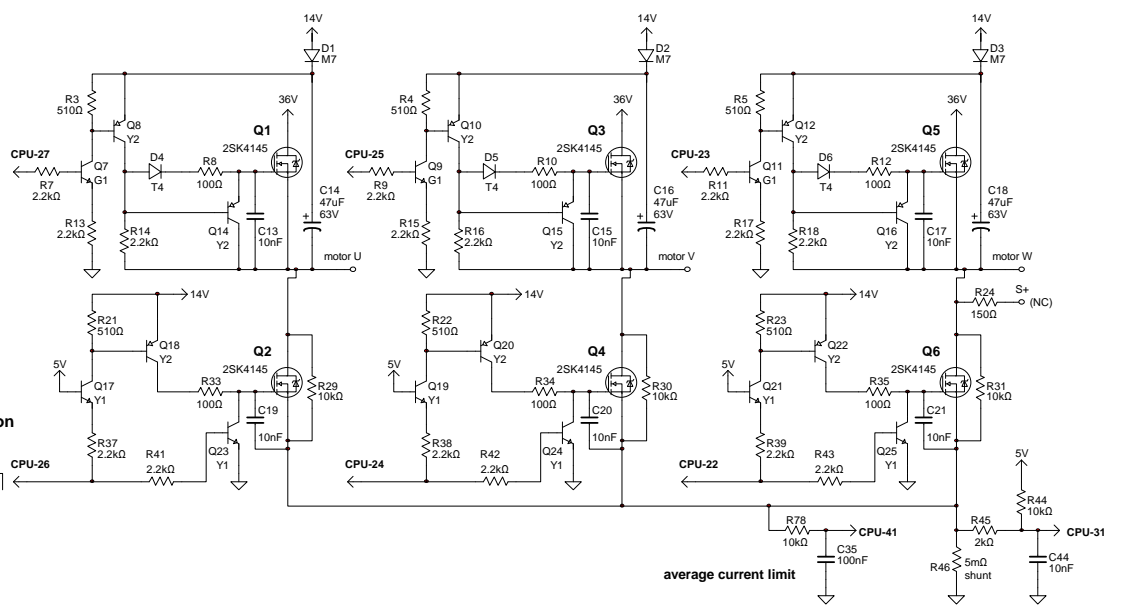 14V
14V
14V
D1
M7
D2
M7
D3
M7
R3
510Ω
R4
510Ω
R5
510Ω
36V
36V
36V
Q8
Y2
Q10
Y2
Q12
Y2
Q1
Q3
Q5
2SK4145
2SK4145
2SK4145
CPU-27
CPU-25
CPU-23
Q7
G1
Q9
G1
Q11
G1
D4
T4
D5
T4
D6
T4
R8
100Ω
R10
100Ω
R12
100Ω
R7
2.2kΩ
R9
2.2kΩ
R11
2.2kΩ
C14
47uF
63V
C16
47uF
63V
C18
47uF
63V
+
+
+
R13
2.2kΩ
R14
2.2kΩ
Q14
Y2
C13
10nF
R15
2.2kΩ
R16
2.2kΩ
Q15
Y2
C15
10nF
R17
2.2kΩ
R18
2.2kΩ
Q16
Y2
C17
10nF
motor U
motor V
motor W
14V
14V
14V
R24
150Ω
S+
(NC)
R21
510Ω
R22
510Ω
R23
510Ω
Q18
Y2
Q20
Y2
Q22
Y2
Q2
Q4
Q6
2SK4145
2SK4145
2SK4145
5V
5V
5V
Q17
Y1
Q19
Y1
Q21
Y1
R33
100Ω
R34
100Ω
R35
100Ω
R29
10kΩ
R30
10kΩ
R31
10kΩ
C19
10nF
C20
10nF
C21
10nF
on
R37
2.2kΩ
R38
2.2kΩ
R39
2.2kΩ
Q23
Y1
Q24
Y1
Q25
Y1
R41
2.2kΩ
R42
2.2kΩ
R43
2.2kΩ
CPU-26
CPU-24
CPU-22
5V
R44
10kΩ
R78
10kΩ
CPU-41
R45
2kΩ
CPU-31
C35
100nF
R46
5mΩ
shunt
C44
10nF
average current limit